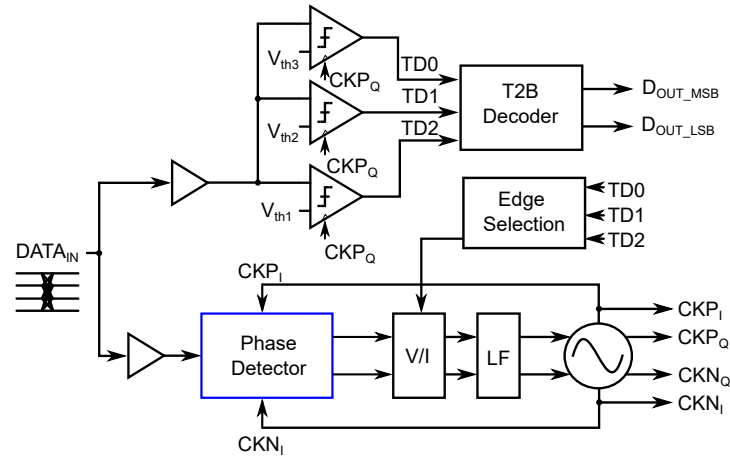 V_th3
CKP_Q
TD0
V_th2
CKP_Q
TD1
TD2
V_th1
CKP_Q
T2B
Decoder
D_OUT_MSB
D_OUT_LSB
Edge
Selection
TD0
TD1
TD2
DATA_IN
CKP_I
Phase
Detector
V/I
LF
CKP_I
CKP_Q
CKN_Q
CKN_I
CKN_I